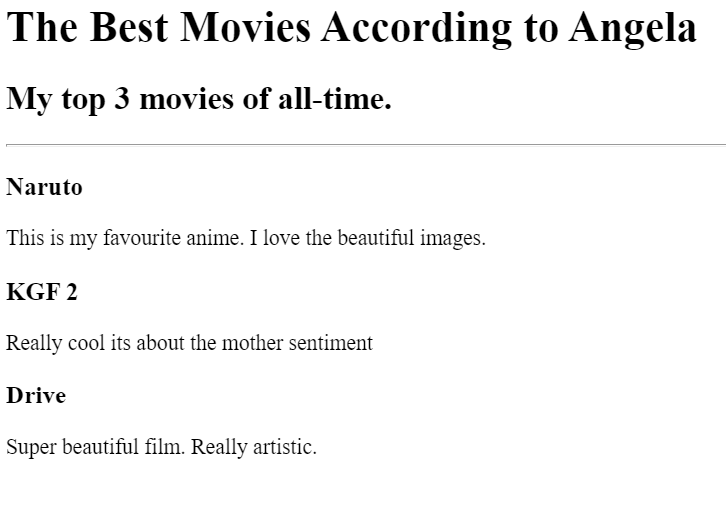 The Best Movies According to Angela
My top 3 movies of all-time.
Naruto
This is my favourite anime. I love the beautiful images.
KGF 2
Really cool its about the mother sentiment
Drive
Super beautiful film. Really artistic.